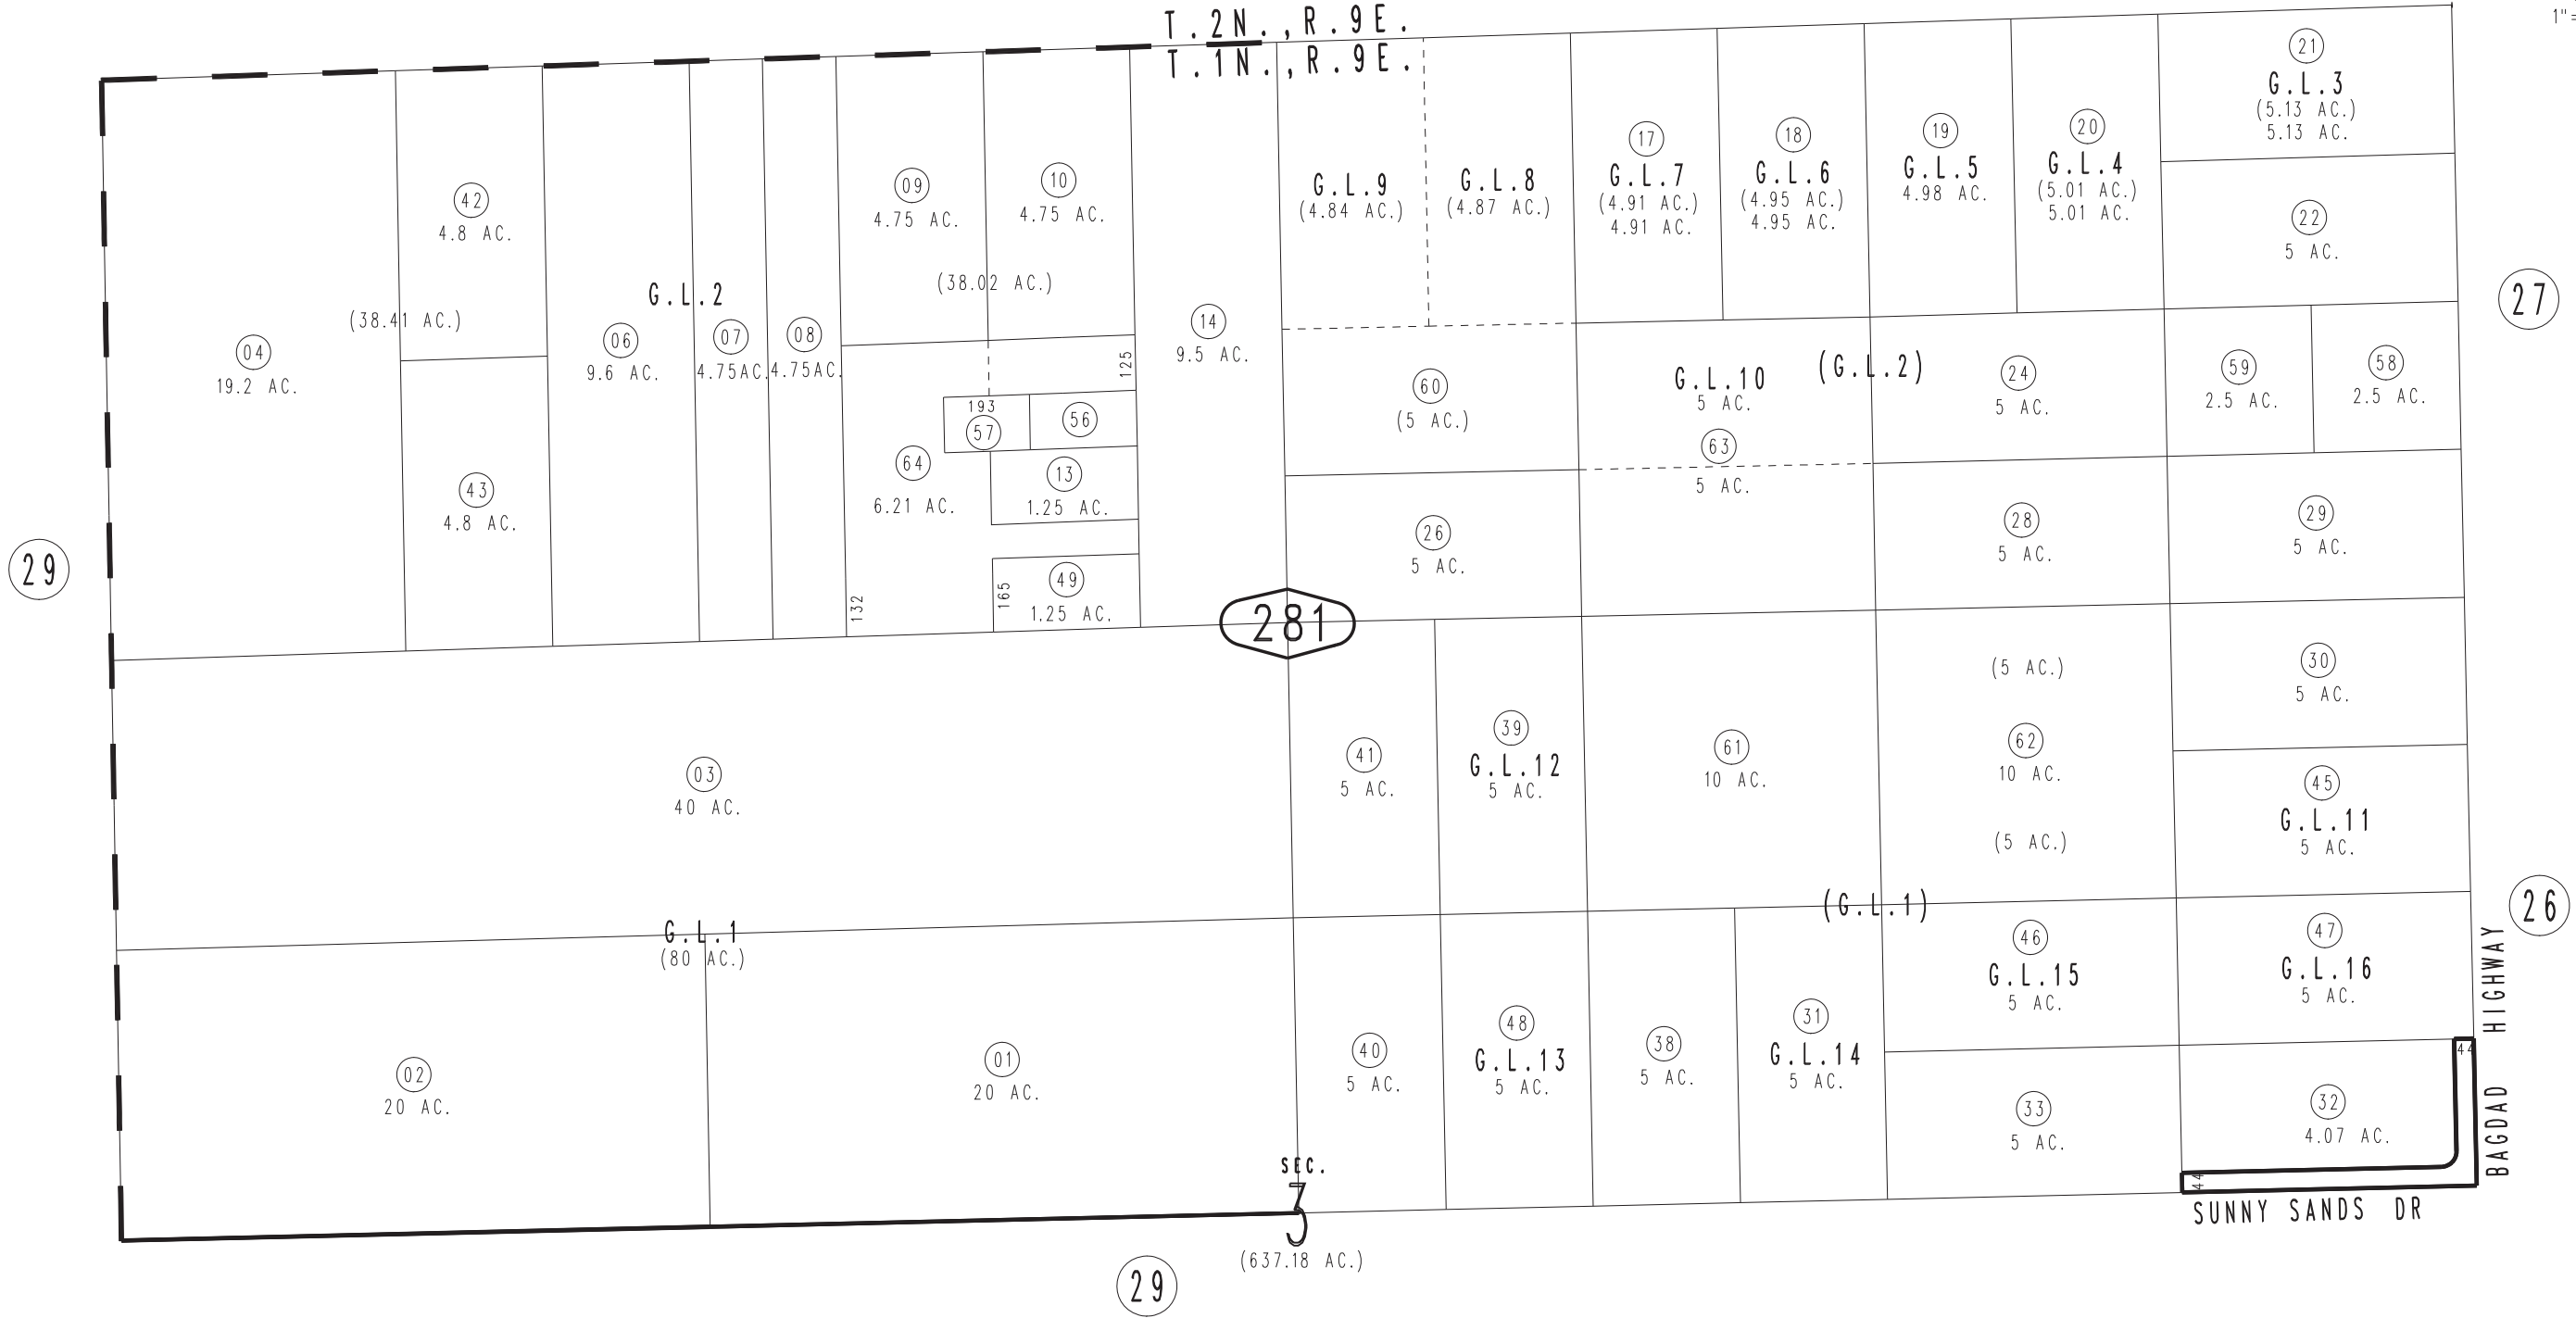 T.2N.,R.9E.
T.1N.,R.9E.
1"=
21
G.L.3
(5.13 AC.)
5.13 AC.
22
5 AC.
42
4.8 AC.
09
4.75 AC.
10
4.75 AC.
G.L.9
(4.84 AC.)
G.L.8
(4.87 AC.)
17
G.L.7
(4.91 AC.)
4.91 AC.
18
G.L.6
(4.95 AC.)
4.95 AC.
19
G.L.5
4.98 AC.
20
G.L.4
(5.01 AC.)
5.01 AC.
27
G.L.2
(38.41 AC.)
(38.02 AC.)
04
19.2 AC.
06
9.6 AC.
07
4.75AC.
08
4.75AC.
14
9.5 AC.
125
193
57
56
64
6.21 AC.
13
1.25 AC.
49
1.25 AC.
165
132
43
4.8 AC.
60
(5 AC.)
G.L.10
5 AC.
63
5 AC.
(G.L.2)
24
5 AC.
59
2.5 AC.
58
2.5 AC.
26
5 AC.
28
5 AC.
29
5 AC.
29
281
03
40 AC.
41
5 AC.
39
G.L.12
5 AC.
61
10 AC.
(5 AC.)
62
10 AC.
(5 AC.)
30
5 AC.
45
G.L.11
5 AC.
(G.L.1)
26
G.L.1
(80 AC.)
02
20 AC.
01
20 AC.
40
5 AC.
48
G.L.13
5 AC.
38
5 AC.
31
G.L.14
5 AC.
46
G.L.15
5 AC.
47
G.L.16
5 AC.
33
5 AC.
32
4.07 AC.
44
44
BAGDAD HIGHWAY
SUNNY SANDS DR
SEC.
3
(637.18 AC.)
29